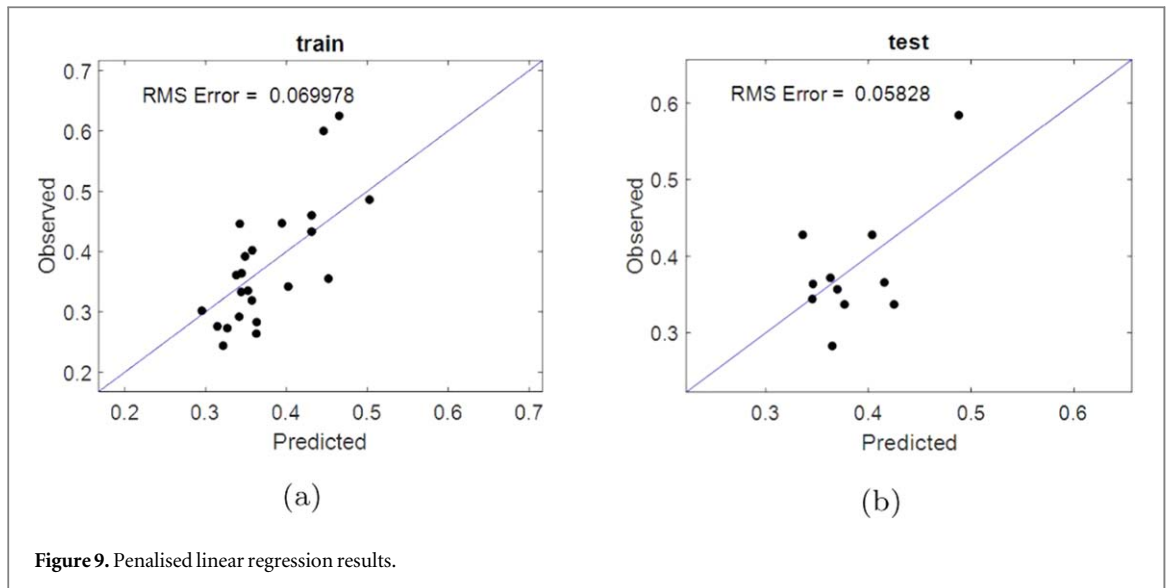 train
RMS Error = 0.069978
0.7
0.6
0.5
0.4
0.3
0.2
Observed
0.2 0.3 0.4 0.5 0.6 0.7
Predicted
(a)
test
RMS Error = 0.05828
0.6
0.5
0.4
0.3
Observed
0.3 0.4 0.5 0.6
Predicted
(b)
Figure 9. Penalised linear regression results.